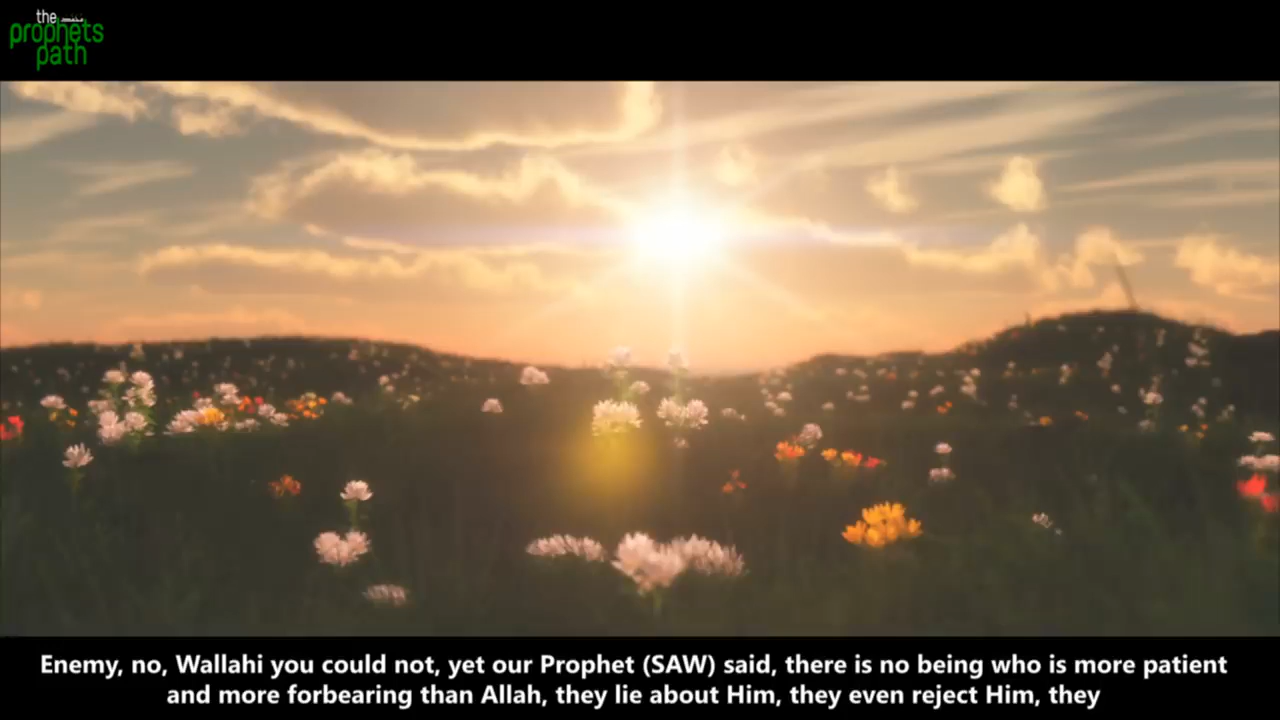 the
prophets
path
Enemy, no, Wallahi you could not, yet our Prophet (SAW) said, there is no being who is more patient
and more forbearing than Allah, they lie about Him, they even reject Him, they